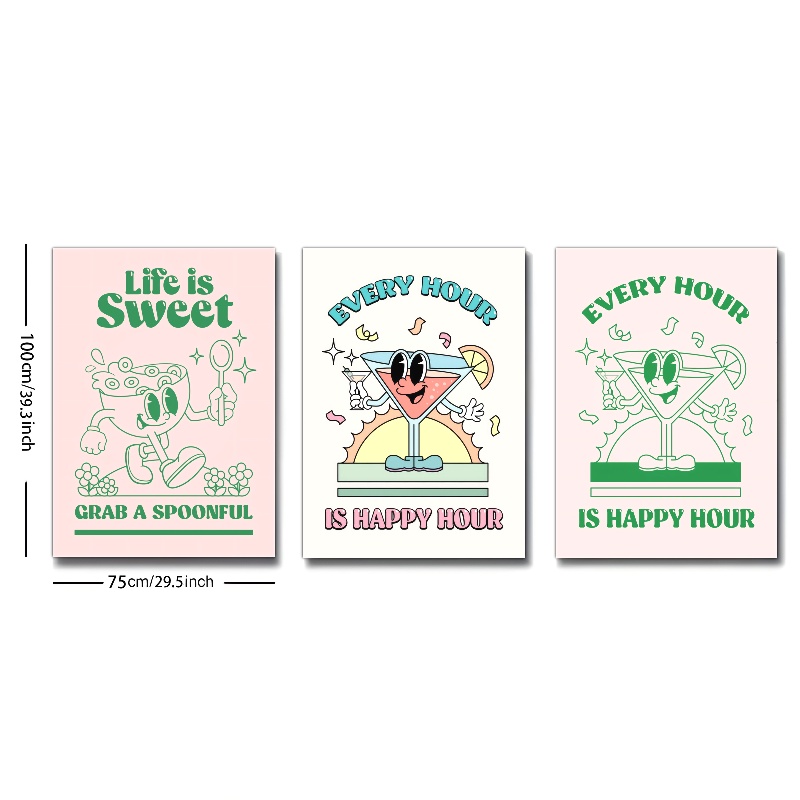 Life is
Sweet
GRAB A SPOONFUL
EVERY HOUR
IS HAPPY HOUR
EVERY HOUR
IS HAPPY HOUR
100cm/39.3inch
75cm/29.5inch